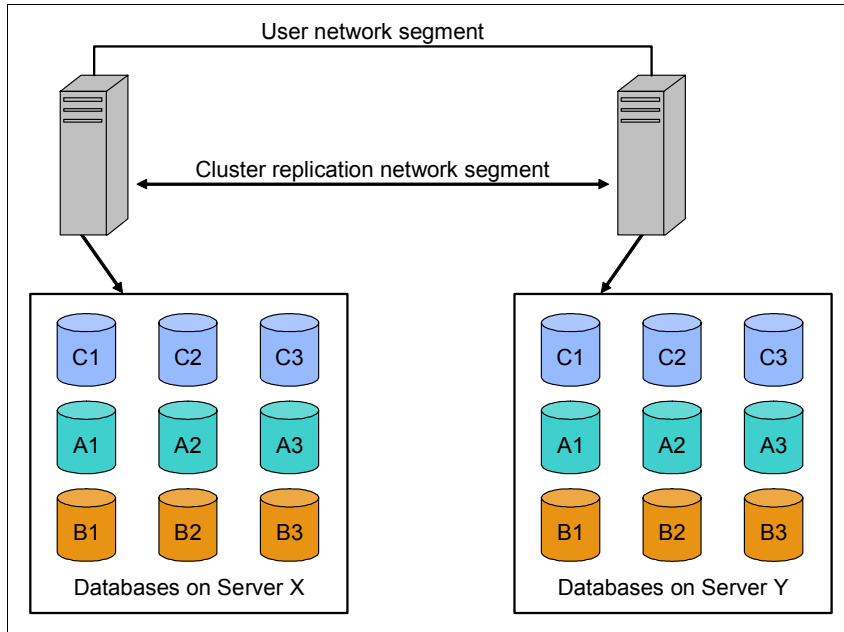 User network segment
Cluster replication network segment
C1 C2 C3
A1 A2 A3
B1 B2 B3
Databases on Server X
C1 C2 C3
A1 A2 A3
B1 B2 B3
Databases on Server Y